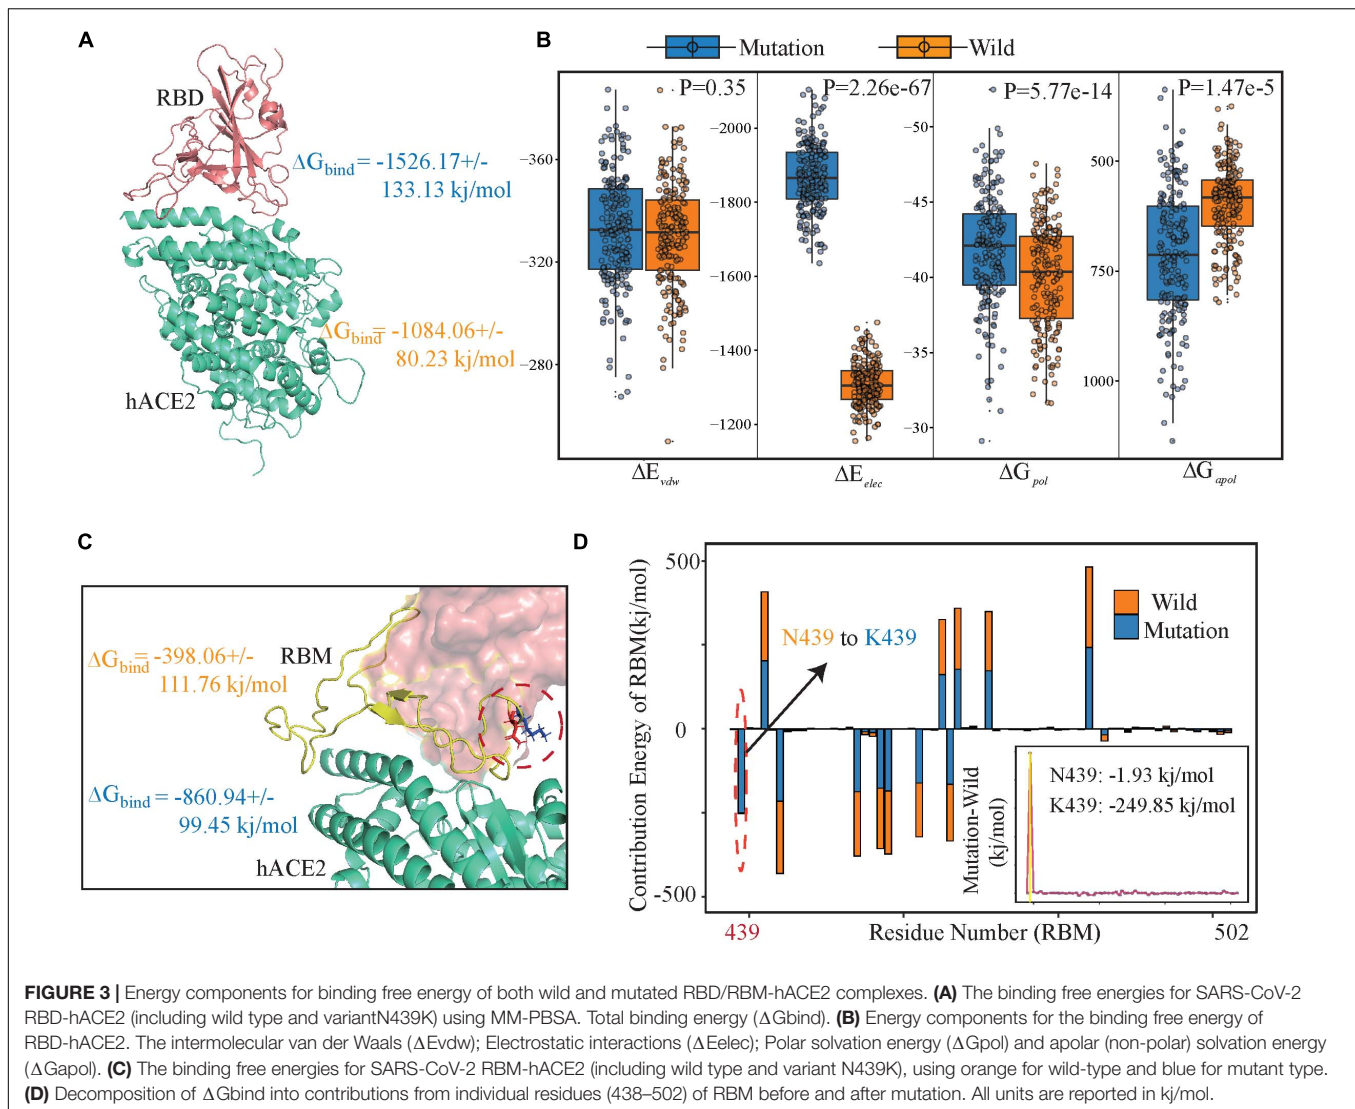 A
RBD
ΔGbind = -1526.17+/-
133.13 kj/mol
ΔGbind= -1084.06+/-
80.23 kj/mol
hACE2
B
Mutation
Wild
P=0.35
P=2.26e-67
P=5.77e-14
P=1.47e-5
−360
−320
−280
−2000
−1800
−1600
−1400
−1200
−50
−45
−40
−35
−30
500
750
1000
ΔEvdw
ΔEelec
ΔGpol
ΔGapol
C
ΔGbind= -398.06+/-
111.76 kj/mol
RBM
ΔGbind = -860.94+/-
99.45 kj/mol
hACE2
D
Contribution Energy of RBM(kj/mol)
500
0
-500
Wild
Mutation
N439 to K439
Mutation-Wild
(kj/mol)
N439: -1.93 kj/mol
K439: -249.85 kj/mol
439
Residue Number (RBM)
502
FIGURE 3 | Energy components for binding free energy of both wild and mutated RBD/RBM-hACE2 complexes. (A) The binding free energies for SARS-CoV-2
RBD-hACE2 (including wild type and variantN439K) using MM-PBSA. Total binding energy (ΔGbind). (B) Energy components for the binding free energy of
RBD-hACE2. The intermolecular van der Waals (ΔEvdw); Electrostatic interactions (ΔEelec); Polar solvation energy (ΔGpol) and apolar (non-polar) solvation energy
(ΔGapol). (C) The binding free energies for SARS-CoV-2 RBM-hACE2 (including wild type and variant N439K), using orange for wild-type and blue for mutant type.
(D) Decomposition of ΔGbind into contributions from individual residues (438–502) of RBM before and after mutation. All units are reported in kj/mol.